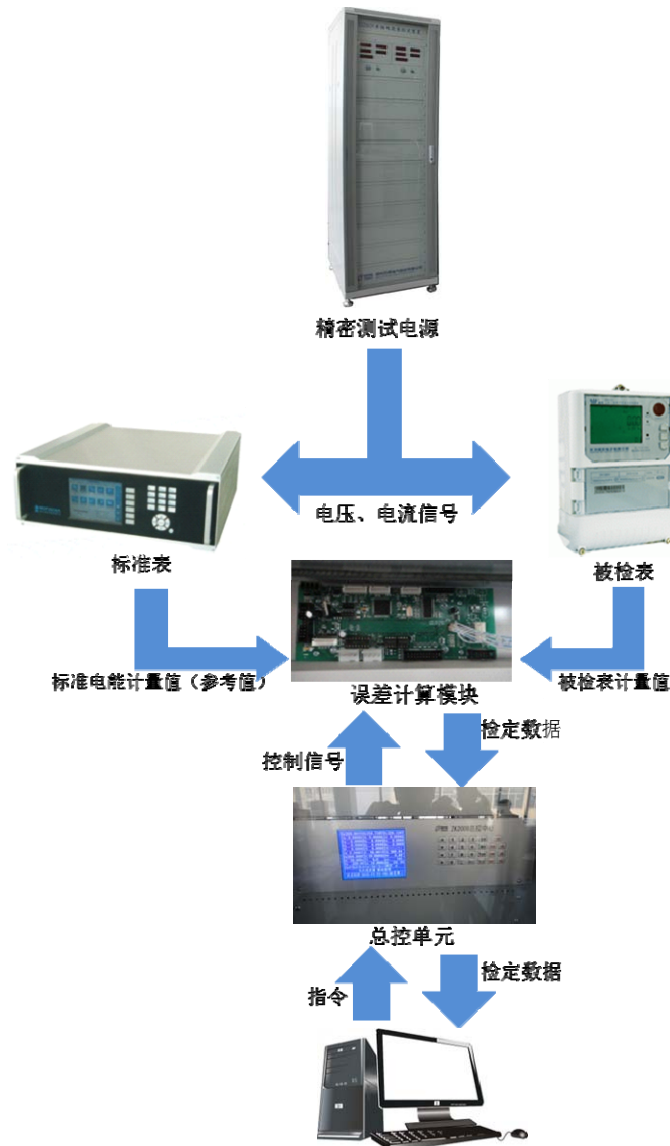 精密测试电源
电压、电流信号
标准表
被检表
标准电能计量值（参考值）
误差计算模块
被检表计量值
控制信号
检定数据
总控单元
指令
检定数据